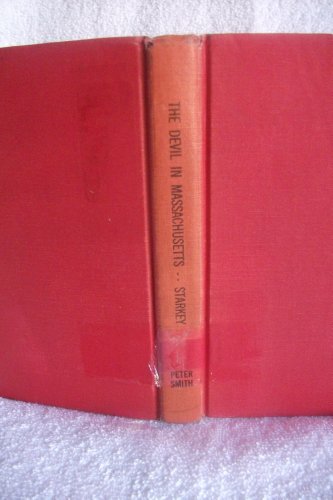 THE DEVIL IN MASSACHUSETTS .. STARKEY
PETER
SMITH